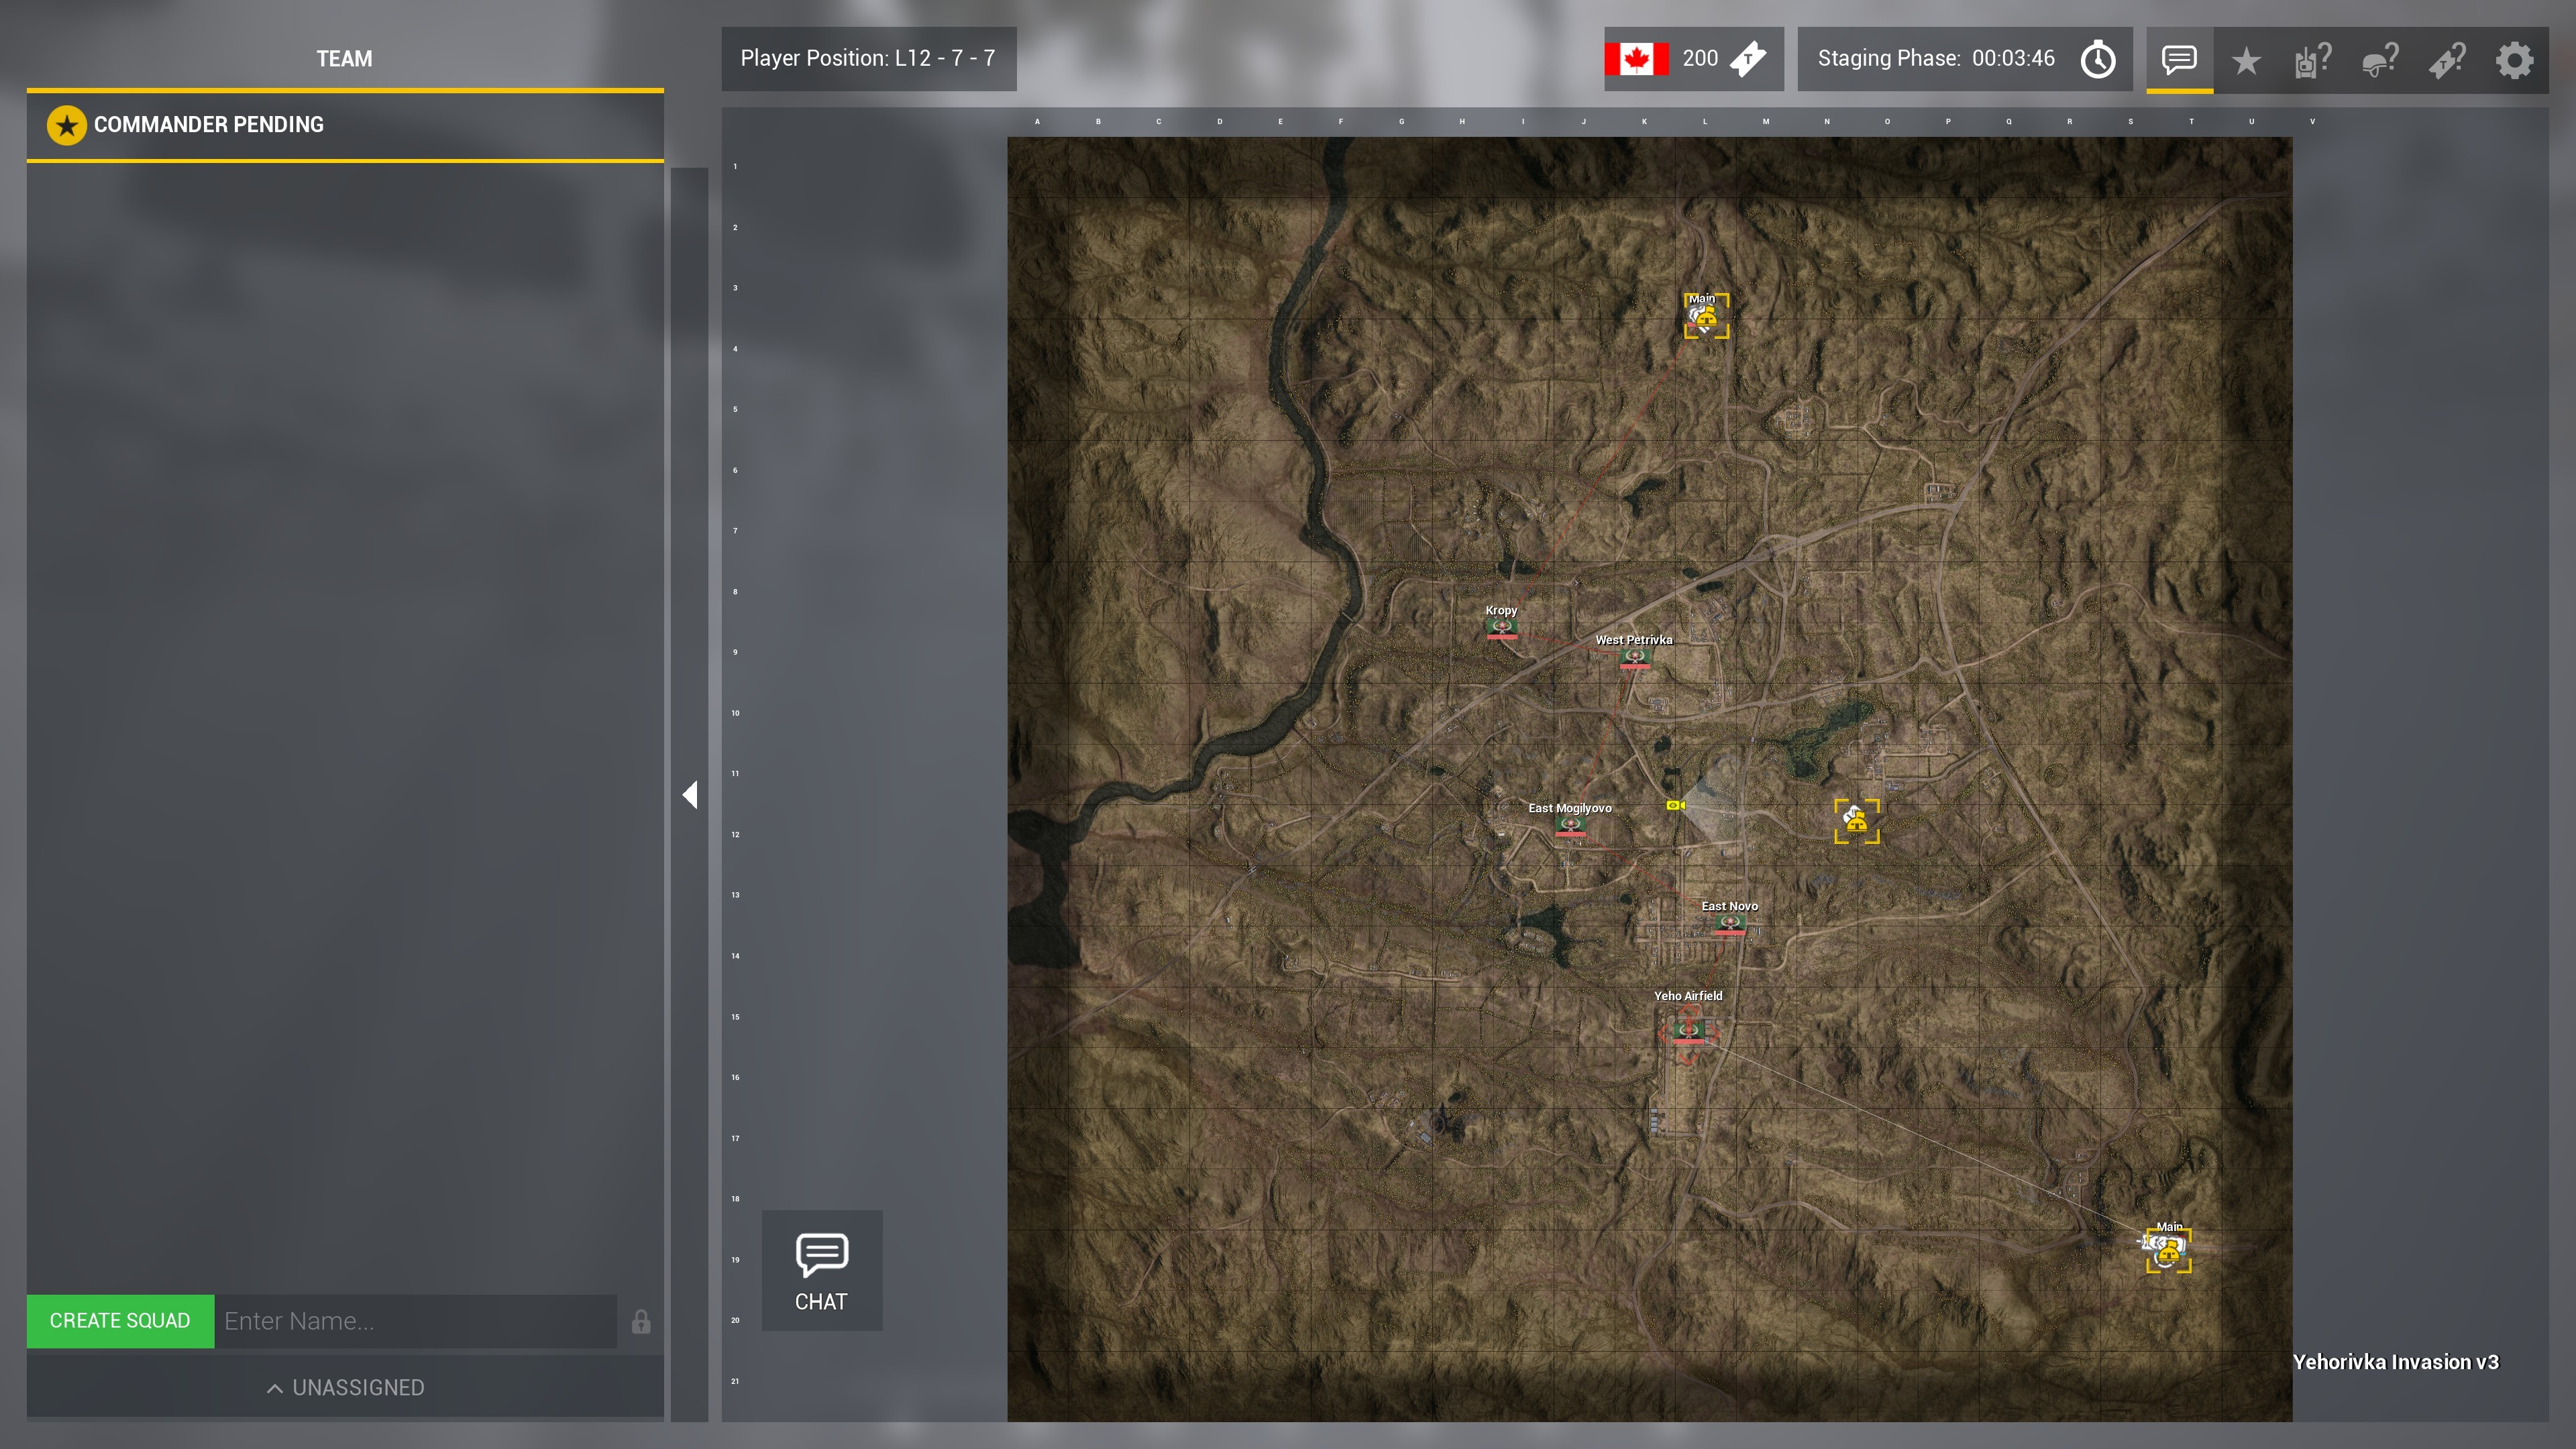 TEAM
Player Position: L12 - 7 - 7
200
T
Staging Phase: 00:03:46
COMMANDER PENDING
A B C D E F G H I J K L M N O P Q R S T U V
1
2
3
Main
4
5
6
7
8
Kropy
West Petrivka
9
10
11
East Mogilyovo
12
13
East Novo
14
Yeho Airfield
15
16
17
18
Main
19
CHAT
20
CREATE SQUAD Enter Name...
Yehorivka Invasion v3
21
UNASSIGNED